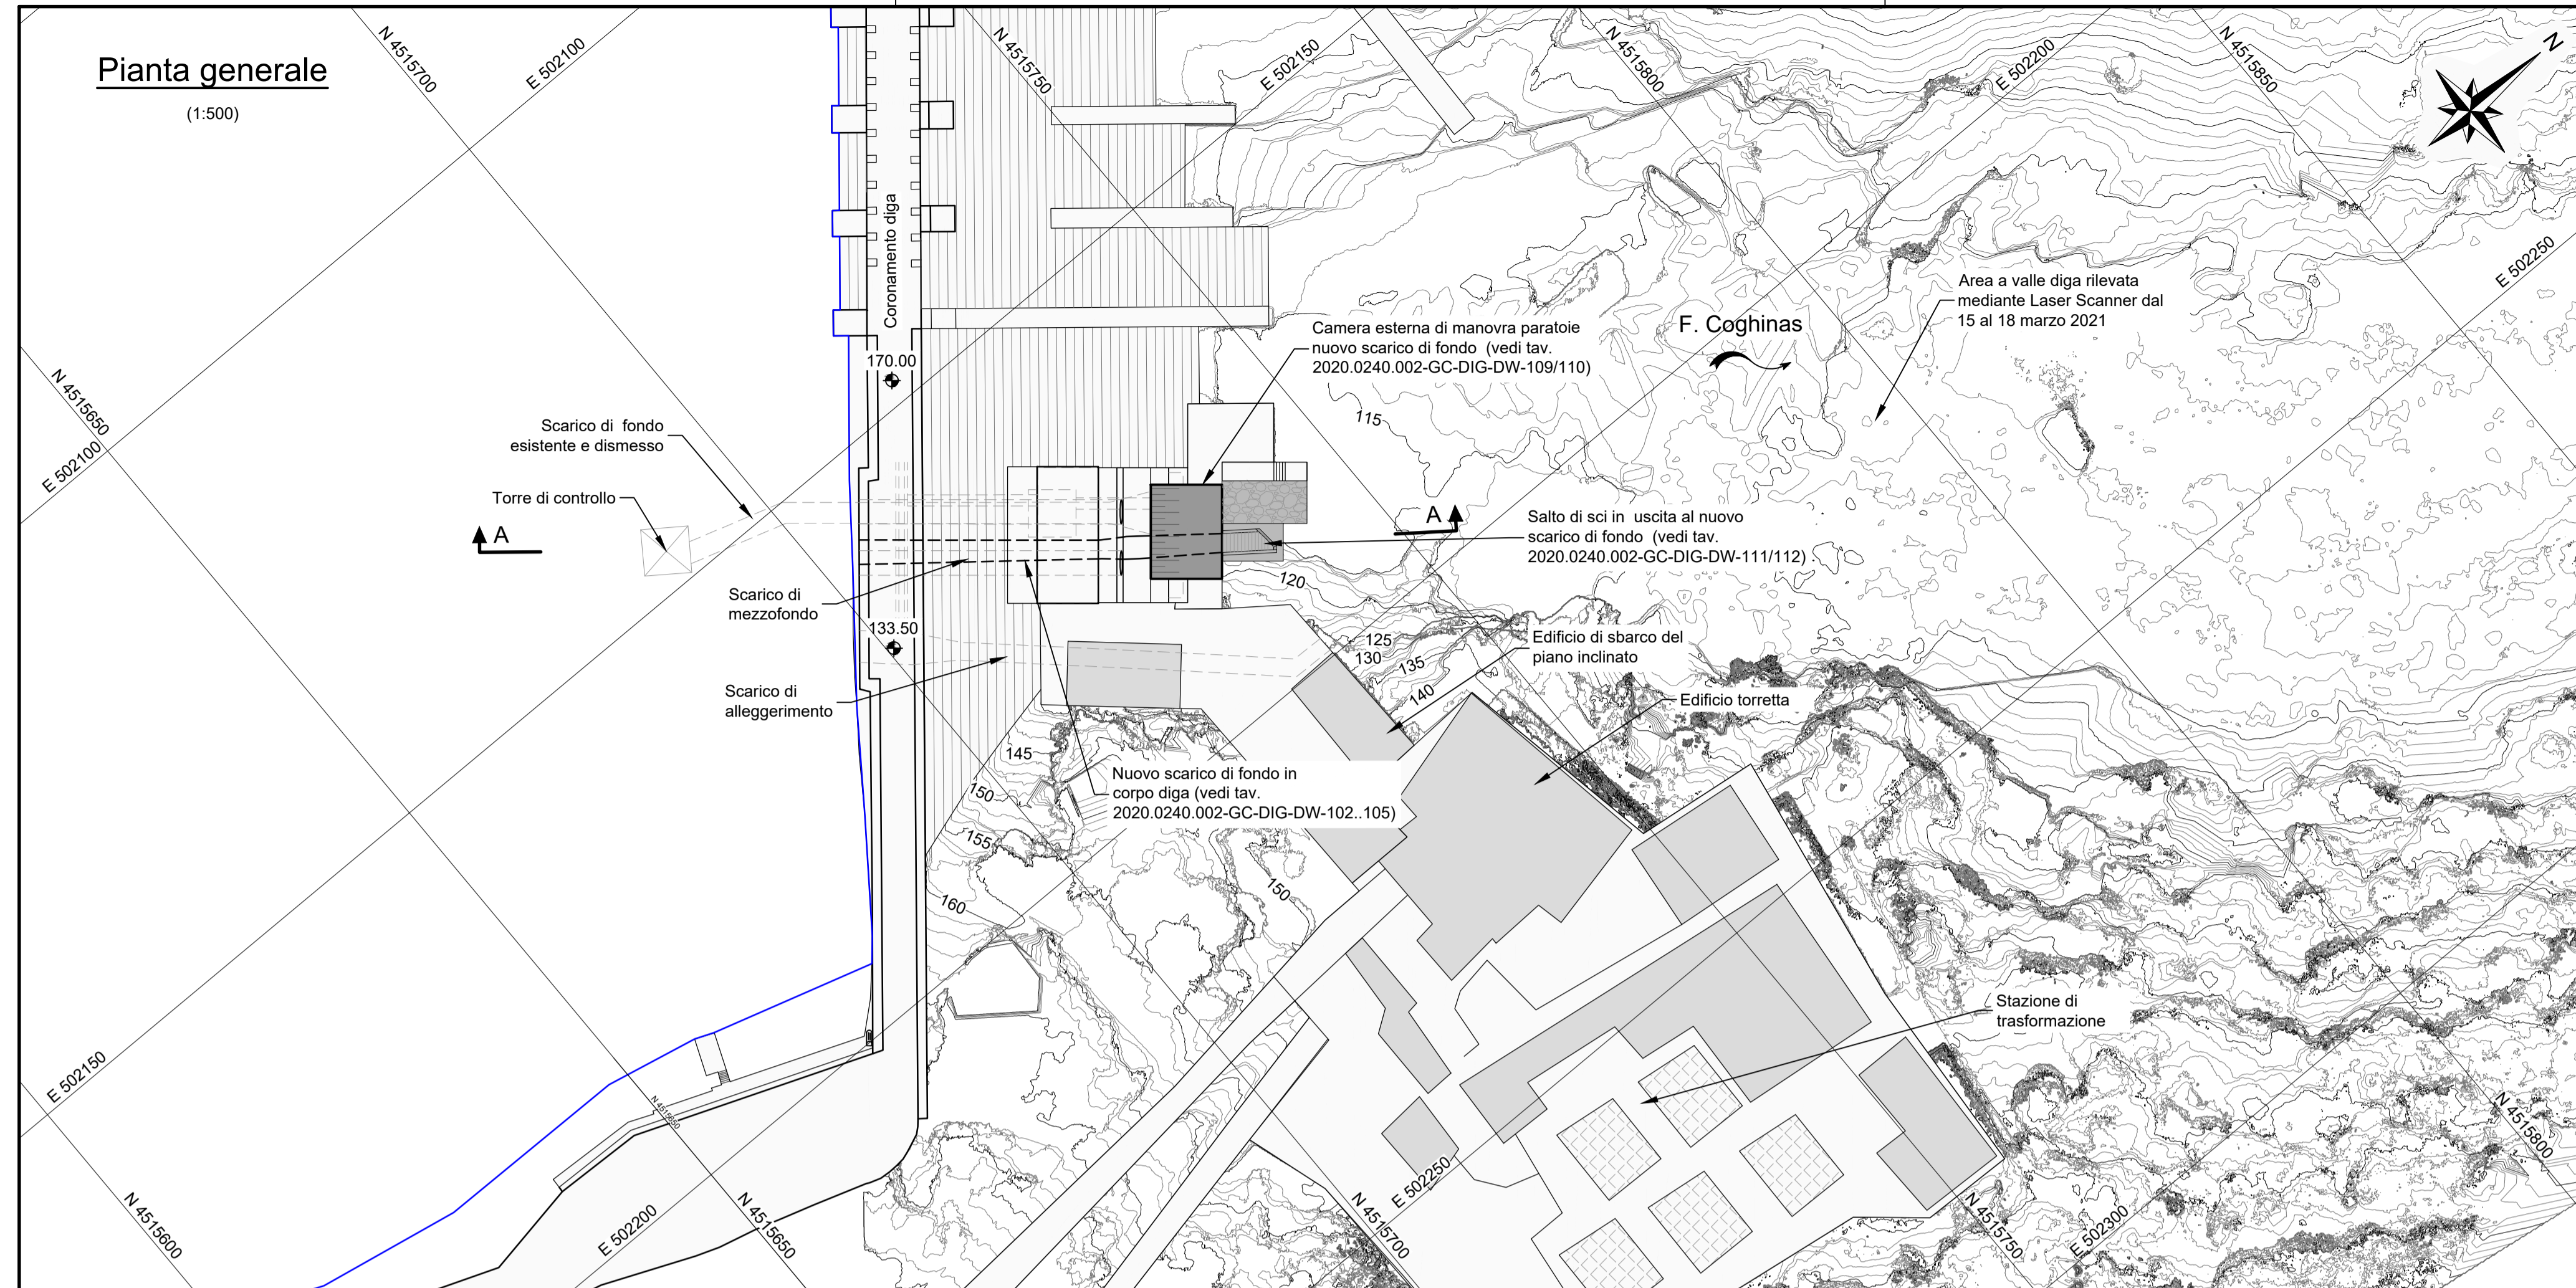 Pianta generale
(1:500)
N 4515700
E 502100
N 4515750
E 502150
N 4515800
E 502200
N 4515850
N
E 502250
Coronamento diga
Area a valle diga rilevata
mediante Laser Scanner dal
15 al 18 marzo 2021
F. Coghinas
Camera esterna di manovra paratoie
nuovo scarico di fondo (vedi tav.
2020.0240.002-GC-DIG-DW-109/110)
170.00
N 4515650
E 502100
115
Scarico di fondo
esistente e dismesso
Torre di controllo
A
A
Salto di sci in uscita al nuovo
scarico di fondo (vedi tav.
2020.0240.002-GC-DIG-DW-111/112)
120
Scarico di
mezzofondo
133.50
125
130
135
140
Edificio di sbarco del
piano inclinato
Edificio torretta
Scarico di
alleggerimento
145
150
155
160
150
Nuovo scarico di fondo in
corpo diga (vedi tav.
2020.0240.002-GC-DIG-DW-102..105)
Stazione di
trasformazione
E 502150
N 4515650
N 4515600
E 502200
N 4515650
N 4515700
E 502250
N 4515750
E 502300
N 4515800